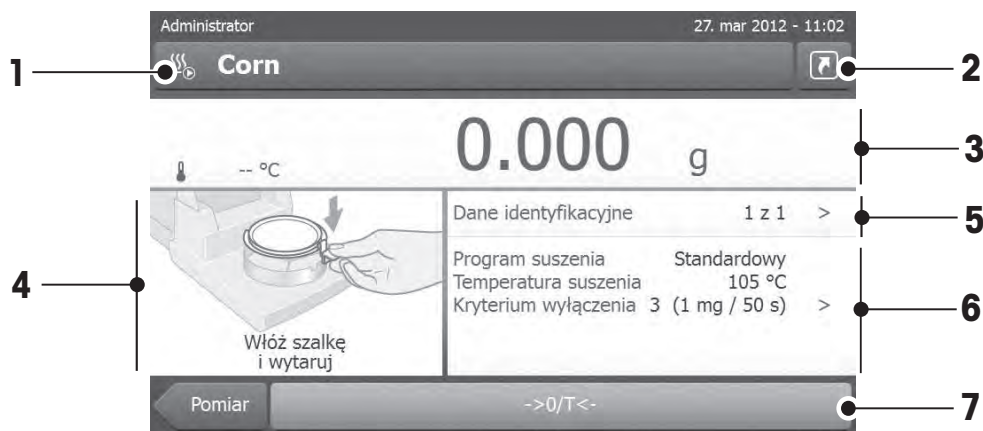 Administrator 27. mar 2012 - 11:02
1 Corn 2
0.000 g 3
-- °C
Dane identyfikacyjne 1 z 1 > 5
4
Program suszenia Standardowy
Temperatura suszenia 105 °C
Kryterium wyłączenia 3 (1 mg / 50 s) > 6
Włóż szalkę
i wytaruj
Pomiar ->0/T<- 7